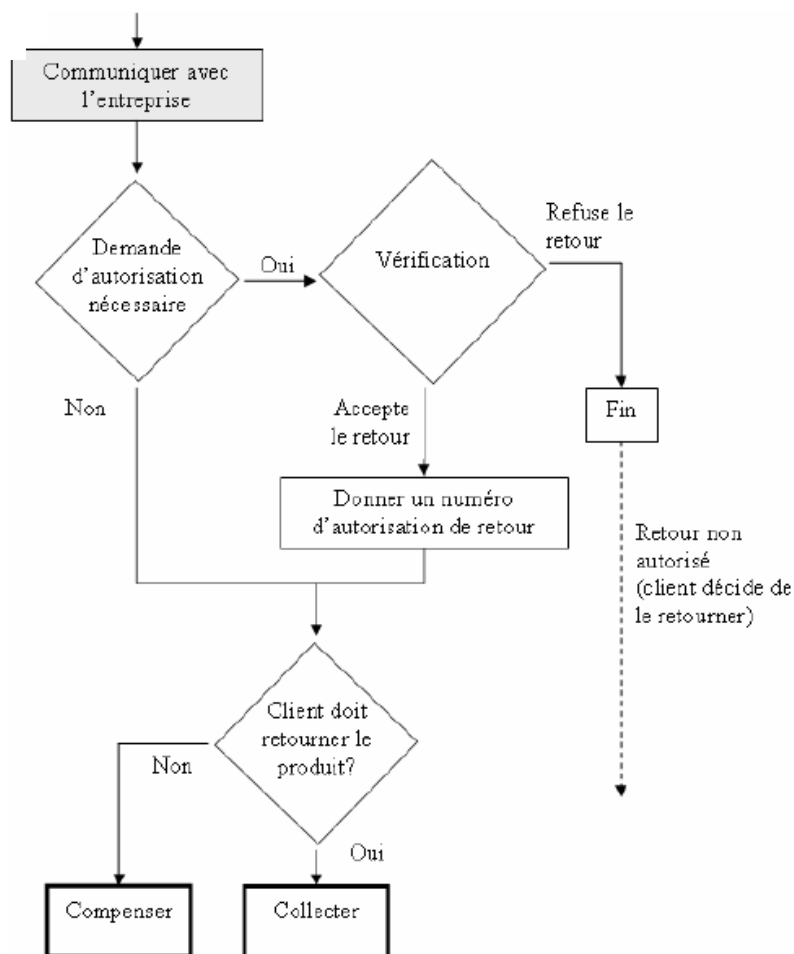 Communiquer avec
l'entreprise
Demande
d'autorisation
nécessaire
Oui
Vérification
Refuse le
retour
Non
Accepte
le retour
Fin
Donner un numéro
d'autorisation de retour
Retour non
autorisé
(client décide de
le retourner)
Client doit
retourner le
produit?
Non
Oui
Compenser
Collecter